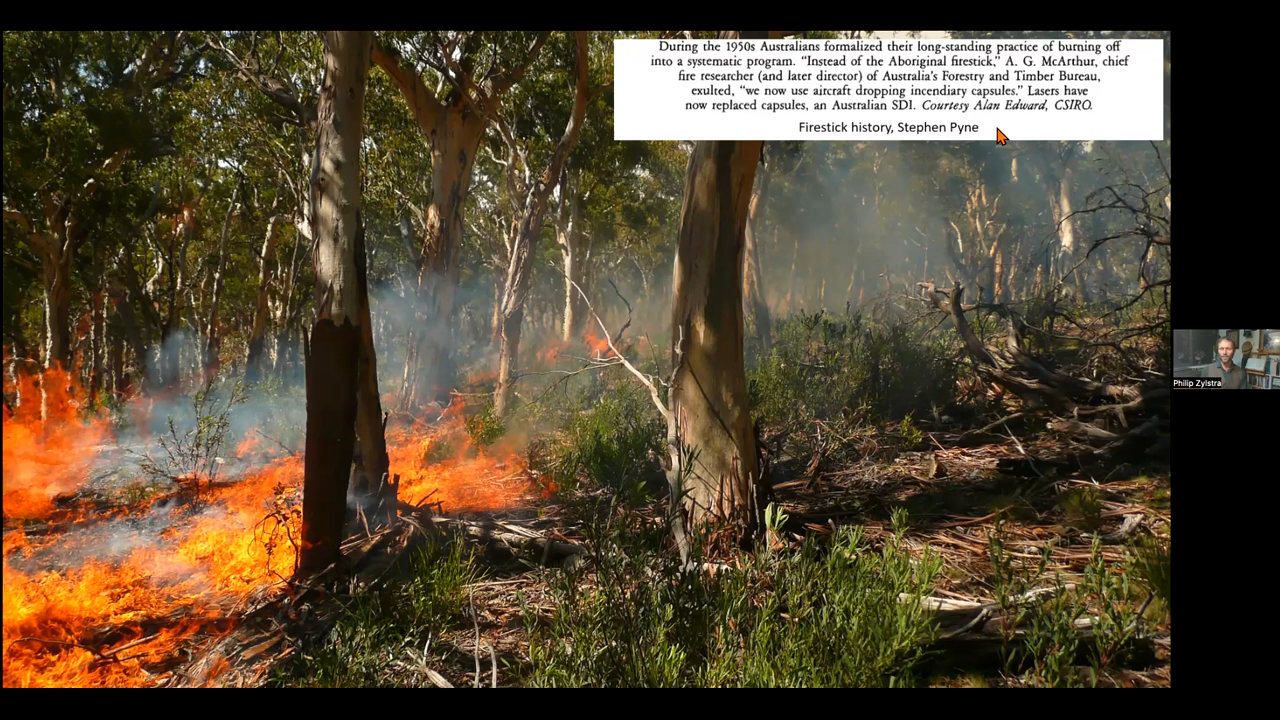 During the 1950s Australians formalized their long-standing practice of burning off
into a systematic program. “Instead of the Aboriginal firestick,” A. G. McArthur, chief
fire researcher (and later director) of Australia’s Forestry and Timber Bureau,
exulted, “we now use aircraft dropping incendiary capsules.” Lasers have
now replaced capsules, an Australian SDI. Courtesy Alan Edward, CSIRO.
Firestick history, Stephen Pyne
Philip Zylstra